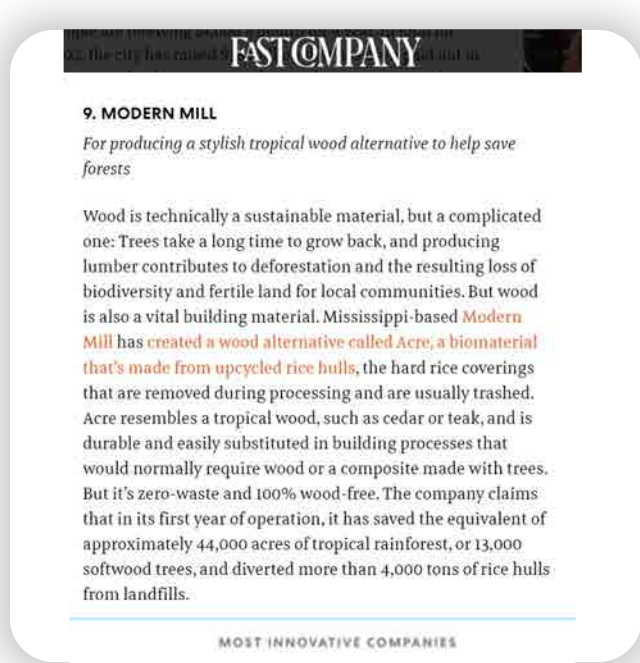 FAST COMPANY
9. MODERN MILL
For producing a stylish tropical wood alternative to help save
forests
Wood is technically a sustainable material, but a complicated
one: Trees take a long time to grow back, and producing
lumber contributes to deforestation and the resulting loss of
biodiversity and fertile land for local communities. But wood
is also a vital building material. Mississippi-based Modern
Mill has created a wood alternative called Acre, a biomaterial
that's made from upcycled rice hulls, the hard rice coverings
that are removed during processing and are usually trashed.
Acre resembles a tropical wood, such as cedar or teak, and is
durable and easily substituted in building processes that
would normally require wood or a composite made with trees.
But it's zero-waste and 100% wood-free. The company claims
that in its first year of operation, it has saved the equivalent of
approximately 44,000 acres of tropical rainforest, or 13,000
softwood trees, and diverted more than 4,000 tons of rice hulls
from landfills.
MOST INNOVATIVE COMPANIES